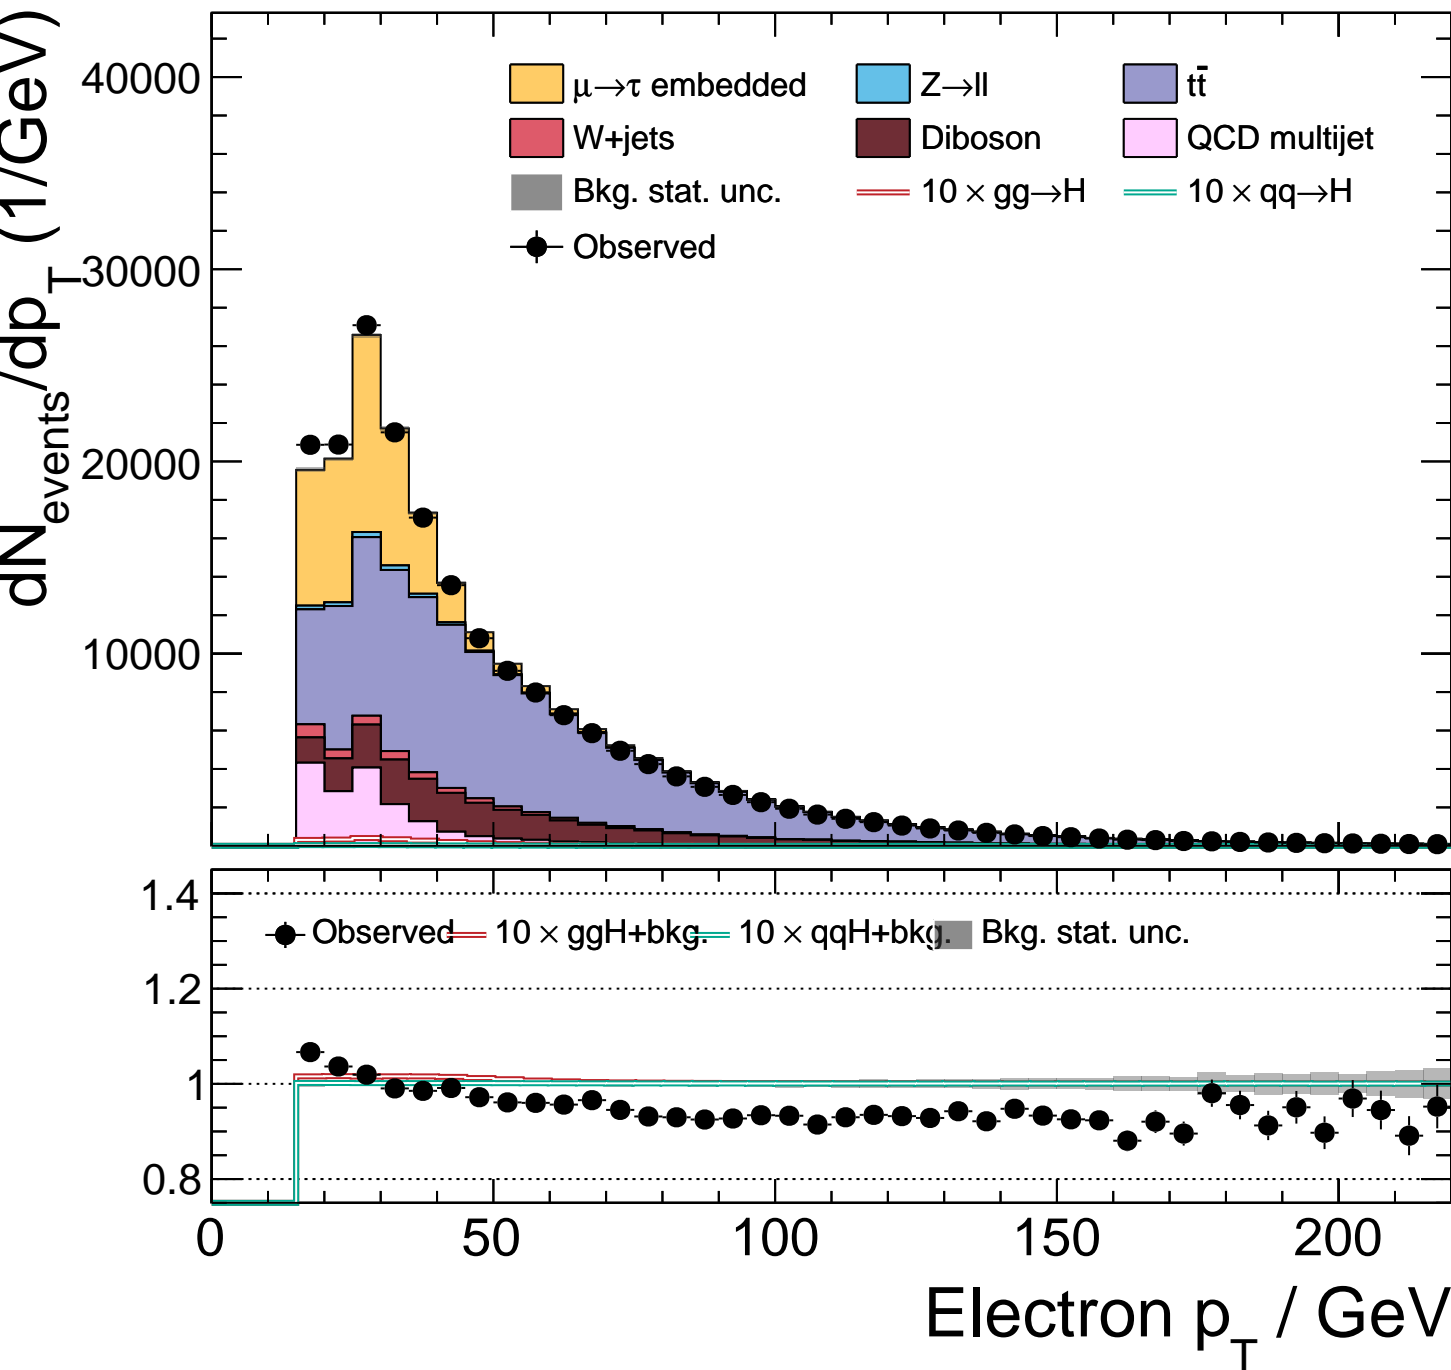 dN_events/dp_T (1/GeV)
40000
30000
20000
10000
μ→τ embedded Z→ll tt̄
W+jets Diboson QCD multijet
Bkg. stat. unc. 10 × gg→H 10 × qq→H
Observed
1.4
1.2
1
0.8
Observed 10 × ggH+bkg. 10 × qqH+bkg. Bkg. stat. unc.
0 50 100 150 200
Electron p_T / GeV